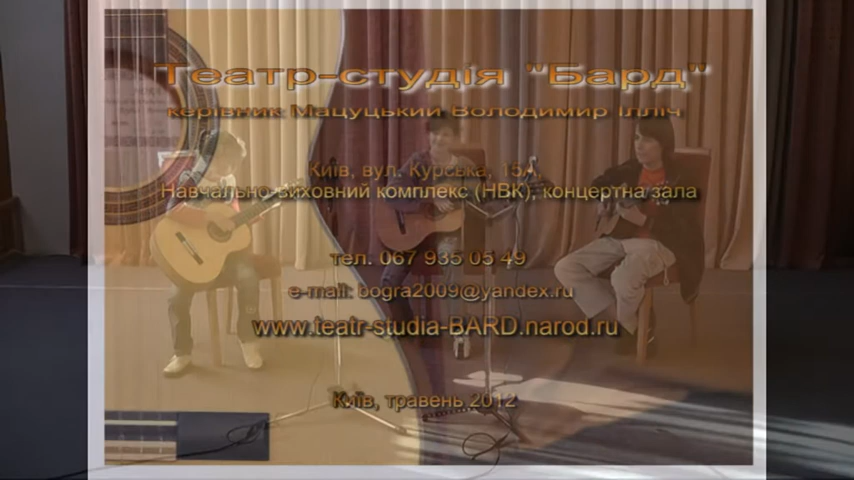 Театр-студія "Бард"
керівник Мацуцький Володимир Ілліч
Київ, вул. Курська, 15А,
Навчально-виховний комплекс (НВК), концертна зала
тел. 067 935 05 49
e-mail: bogra2009@yandex.ru
www.teatr-studia-BARD.narod.ru
Київ, травень 2012